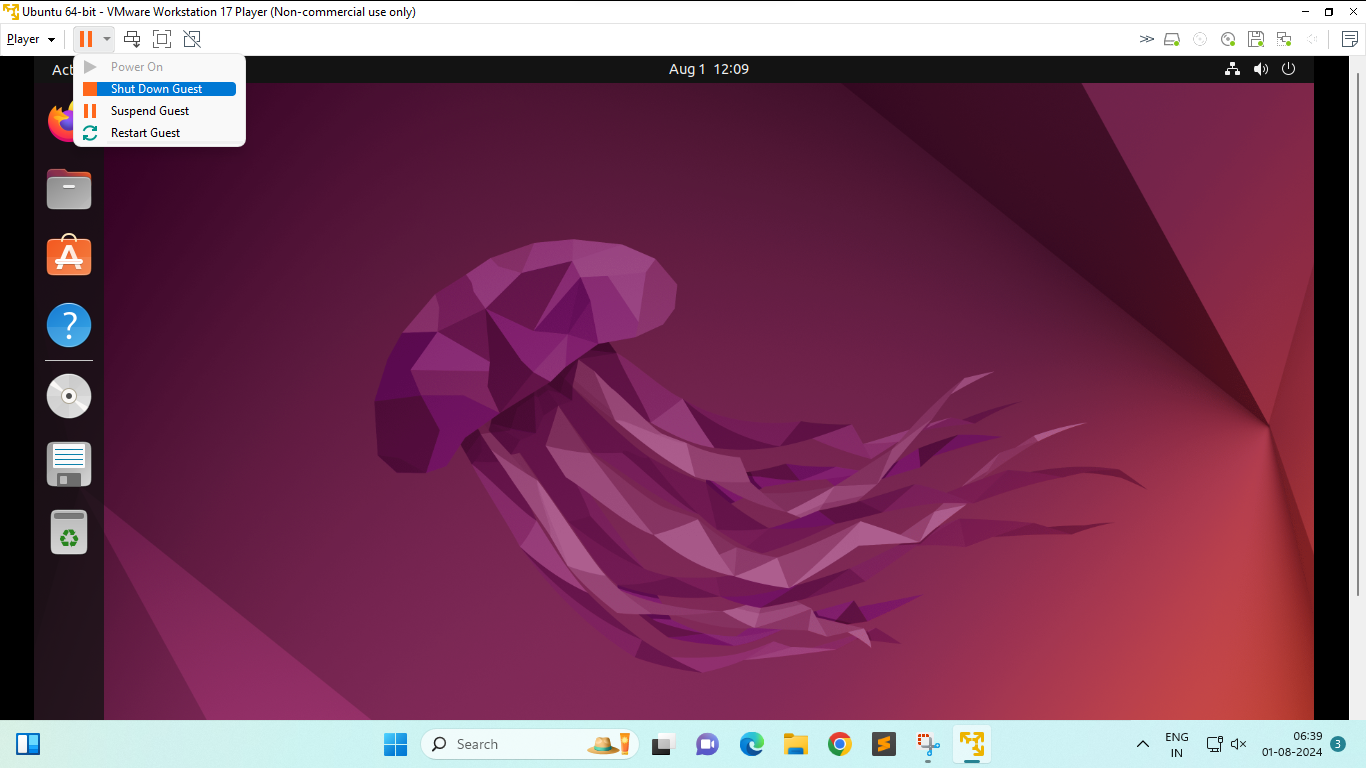 Ubuntu 64-bit - VMware Workstation 17 Player (Non-commercial use only)
Player
Power On
Shut Down Guest
Suspend Guest
Restart Guest
Act
Aug 1 12:09
Search
ENG
IN
06:39
01-08-2024
3